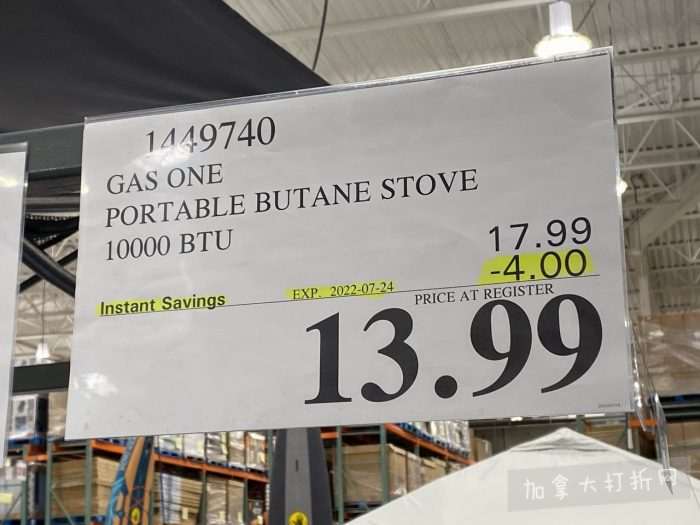 1449740
GAS ONE
PORTABLE BUTANE STOVE
10000 BTU
17.99
-4.00
Instant Savings EXP. 2022-07-24
PRICE AT REGISTER
13.99
加拿大打折网